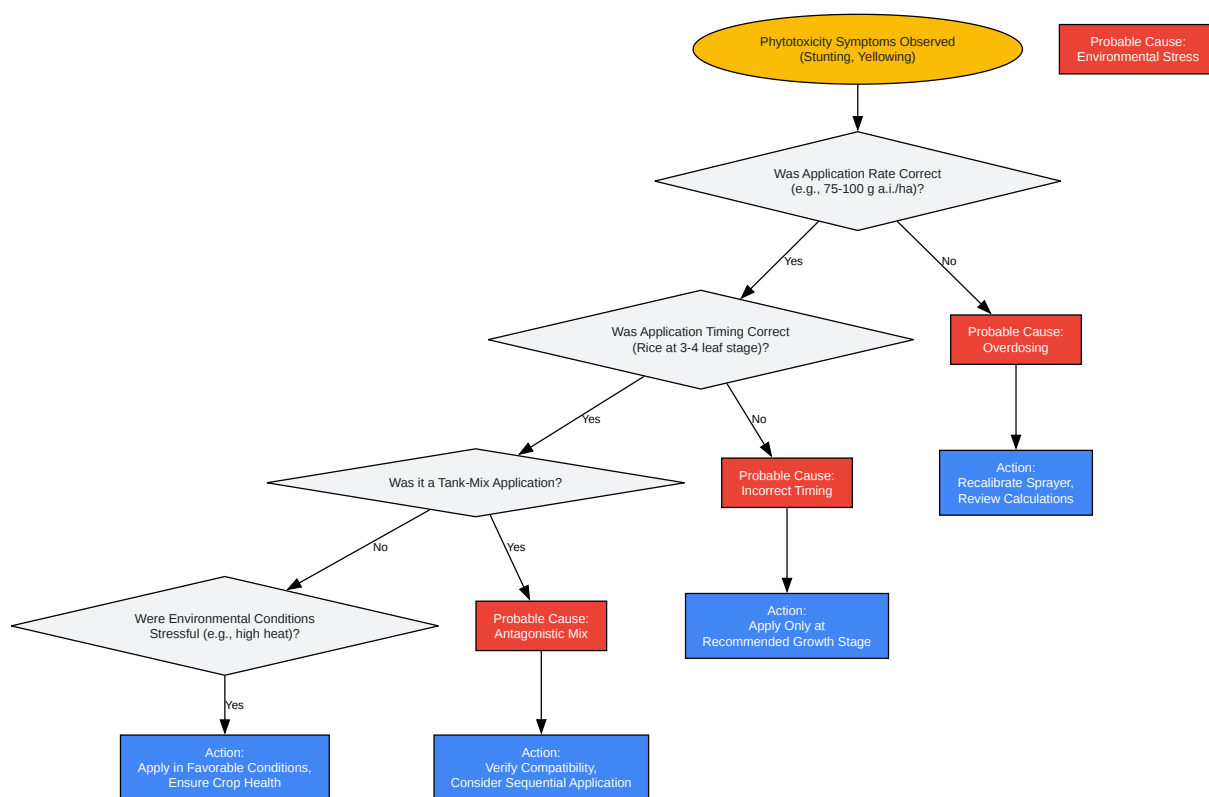 Phytotoxicity Symptoms Observed
(Stunting, Yellowing)
Probable Cause:
Environmental Stress
Was Application Rate Correct
(e.g., 75-100 g a.i./ha)?
Yes
No
Was Application Timing Correct
(Rice at 3-4 leaf stage)?
Probable Cause:
Overdosing
Yes
No
Was it a Tank-Mix Application?
Probable Cause:
Incorrect Timing
Action:
Recalibrate Sprayer,
Review Calculations
No
Yes
Were Environmental Conditions
Stressful (e.g., high heat)?
Probable Cause:
Antagonistic Mix
Action:
Apply Only at
Recommended Growth Stage
Yes
Action:
Apply in Favorable Conditions,
Ensure Crop Health
Action:
Verify Compatibility,
Consider Sequential Application